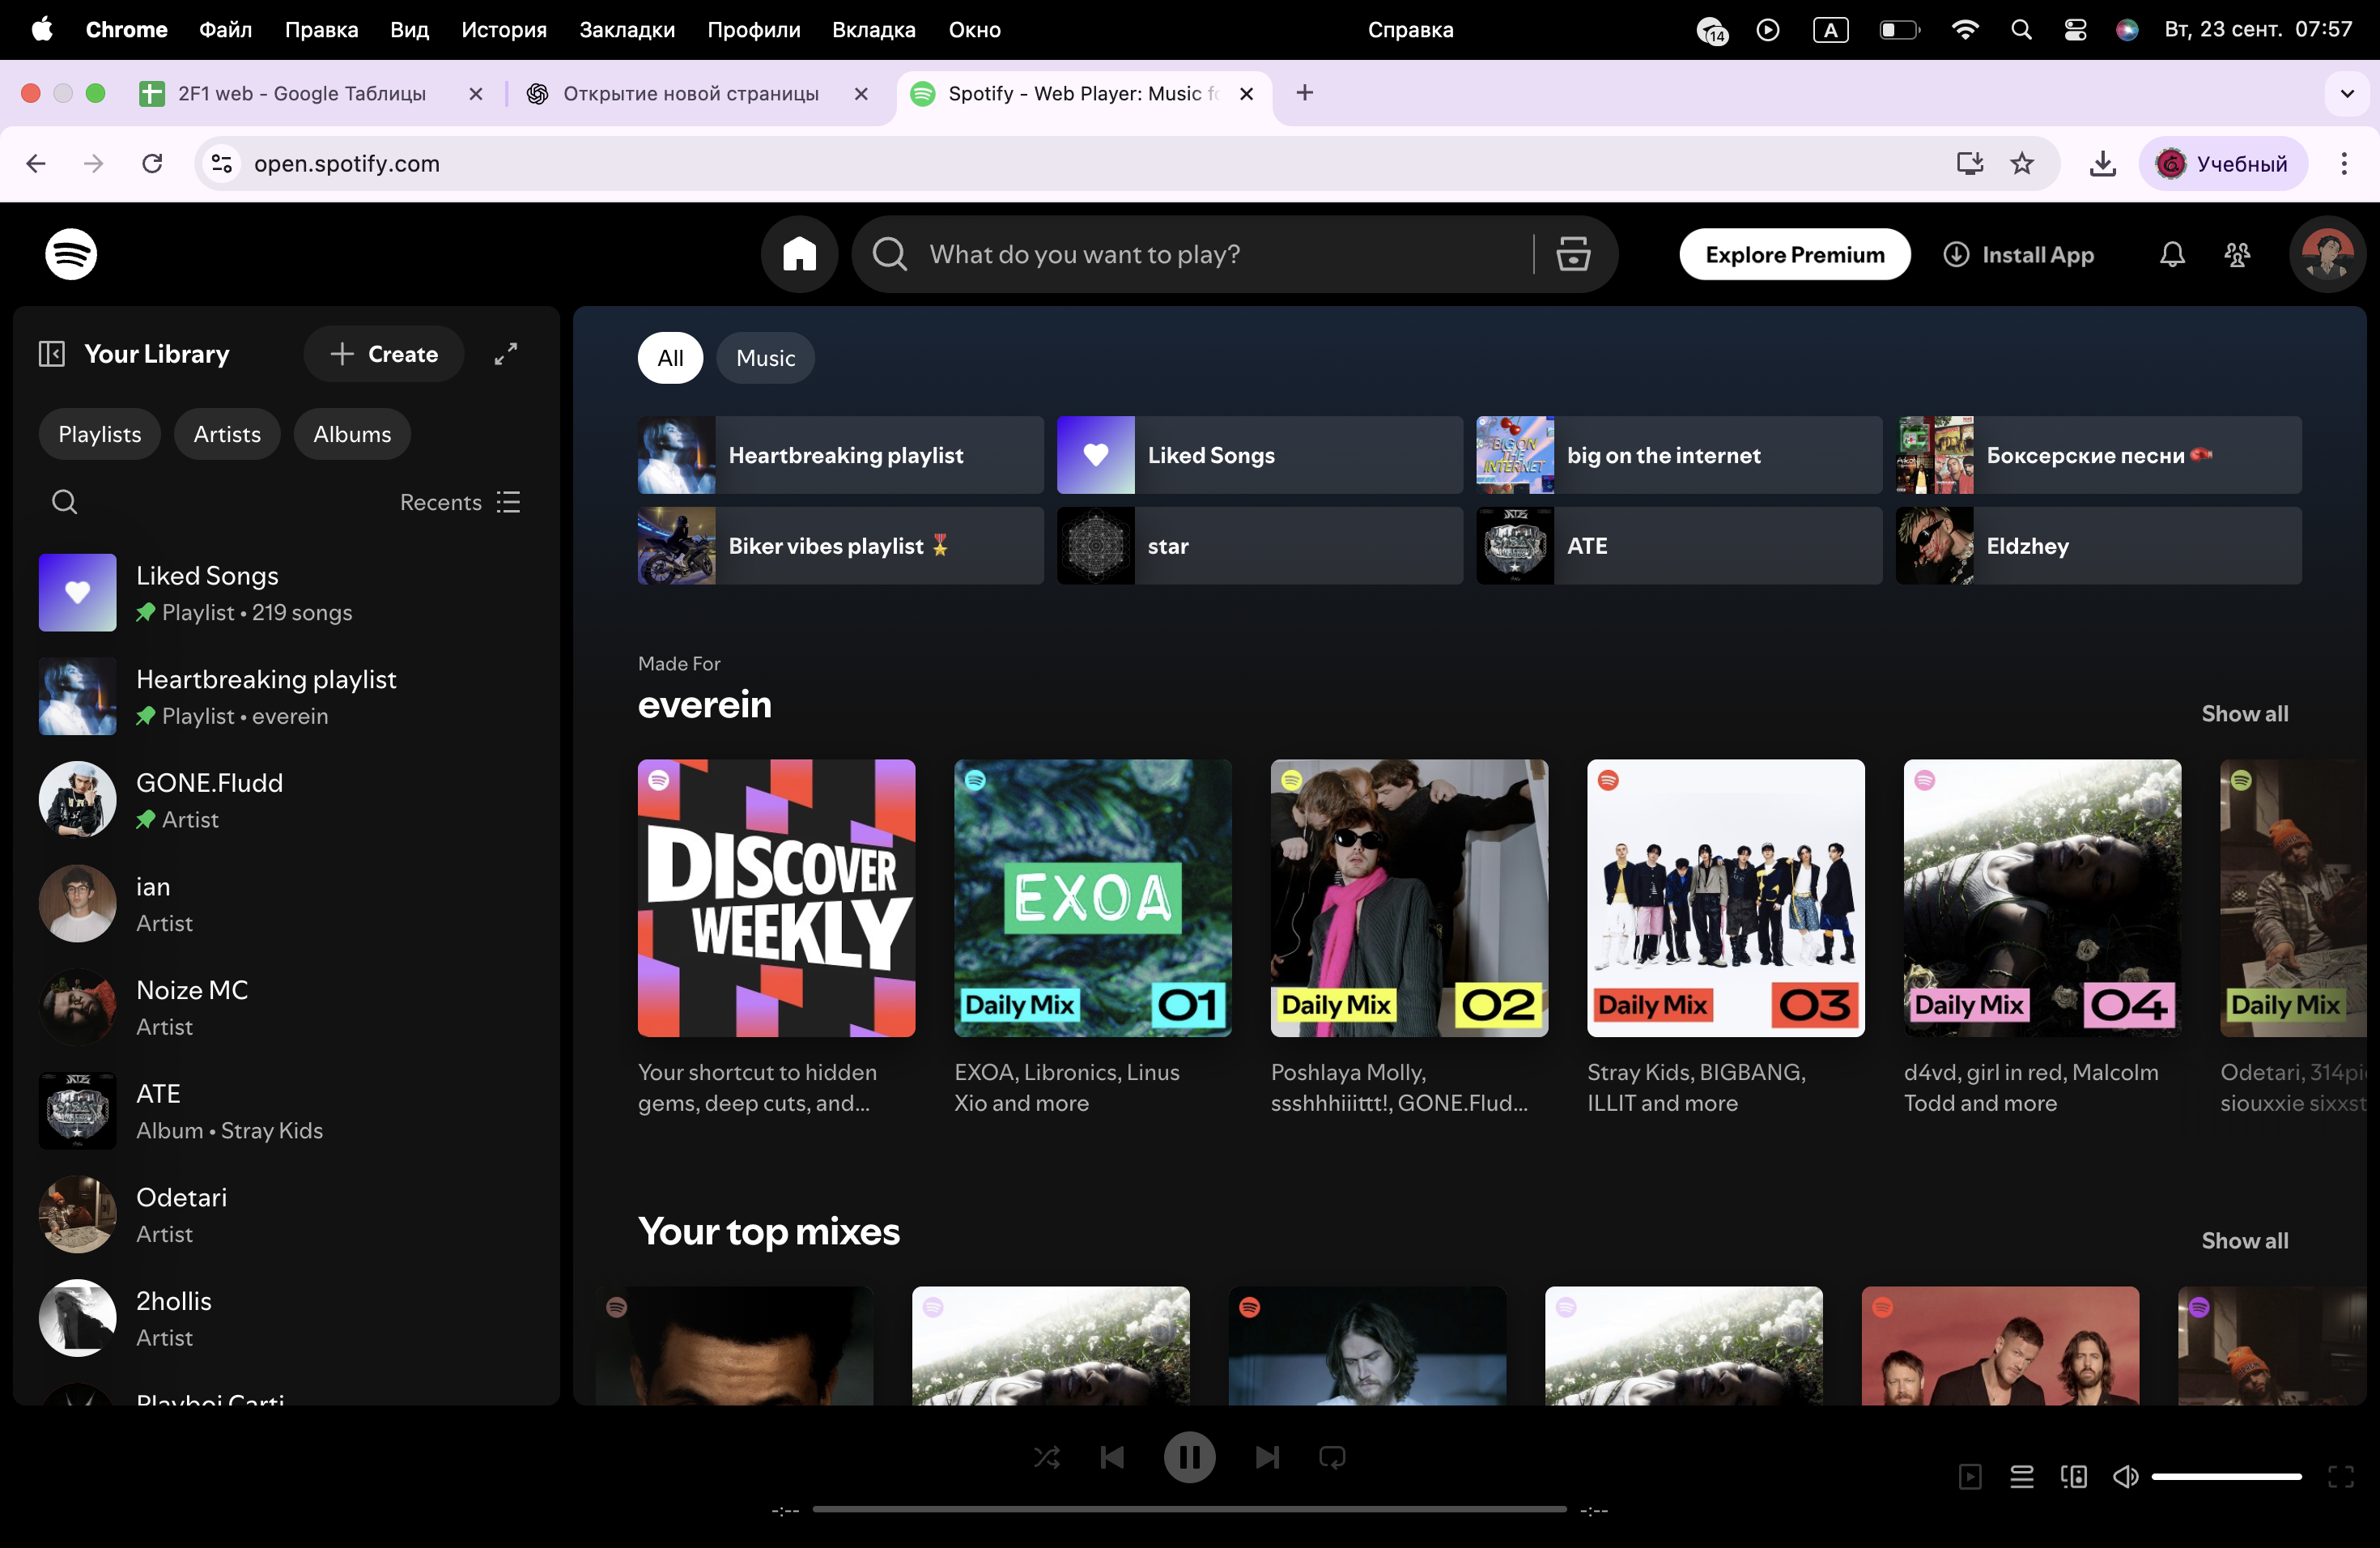 Chrome Файл Правка Вид История Закладки Профили Вкладка Окно Справка 14 A Вт, 23 сент. 07:57
2F1 web - Google Таблицы Открытие новой страницы Spotify - Web Player: Music fo
open.spotify.com Учебный
What do you want to play? Explore Premium Install App
Your Library Create
Playlists Artists Albums
Recents
Liked Songs
Playlist • 219 songs
Heartbreaking playlist
Playlist • everein
GONE.Fludd
Artist
ian
Artist
Noize MC
Artist
ATE
Album • Stray Kids
Odetari
Artist
2hollis
Artist
Playboi Carti
All Music
Heartbreaking playlist Liked Songs BIG ON THE INTERNET big on the internet Боксерские песни🥊
Biker vibes playlist 🎖 star ATE Eldzhey
Made For
everein
Show all
DISCOVER
WEEKLY
EXOA
Daily Mix 01
Daily Mix 02
Daily Mix 03
Daily Mix 04
Daily Mix
Your shortcut to hidden
gems, deep cuts, and...
EXOA, Libronics, Linus
Xio and more
Poshlaya Molly,
ssshhhiiittt!, GONE.Flud...
Stray Kids, BIGBANG,
ILLIT and more
d4vd, girl in red, Malcolm
Todd and more
Odetari, 314pi
siouxxie sixxst
Your top mixes
Show all
-:-- -:--